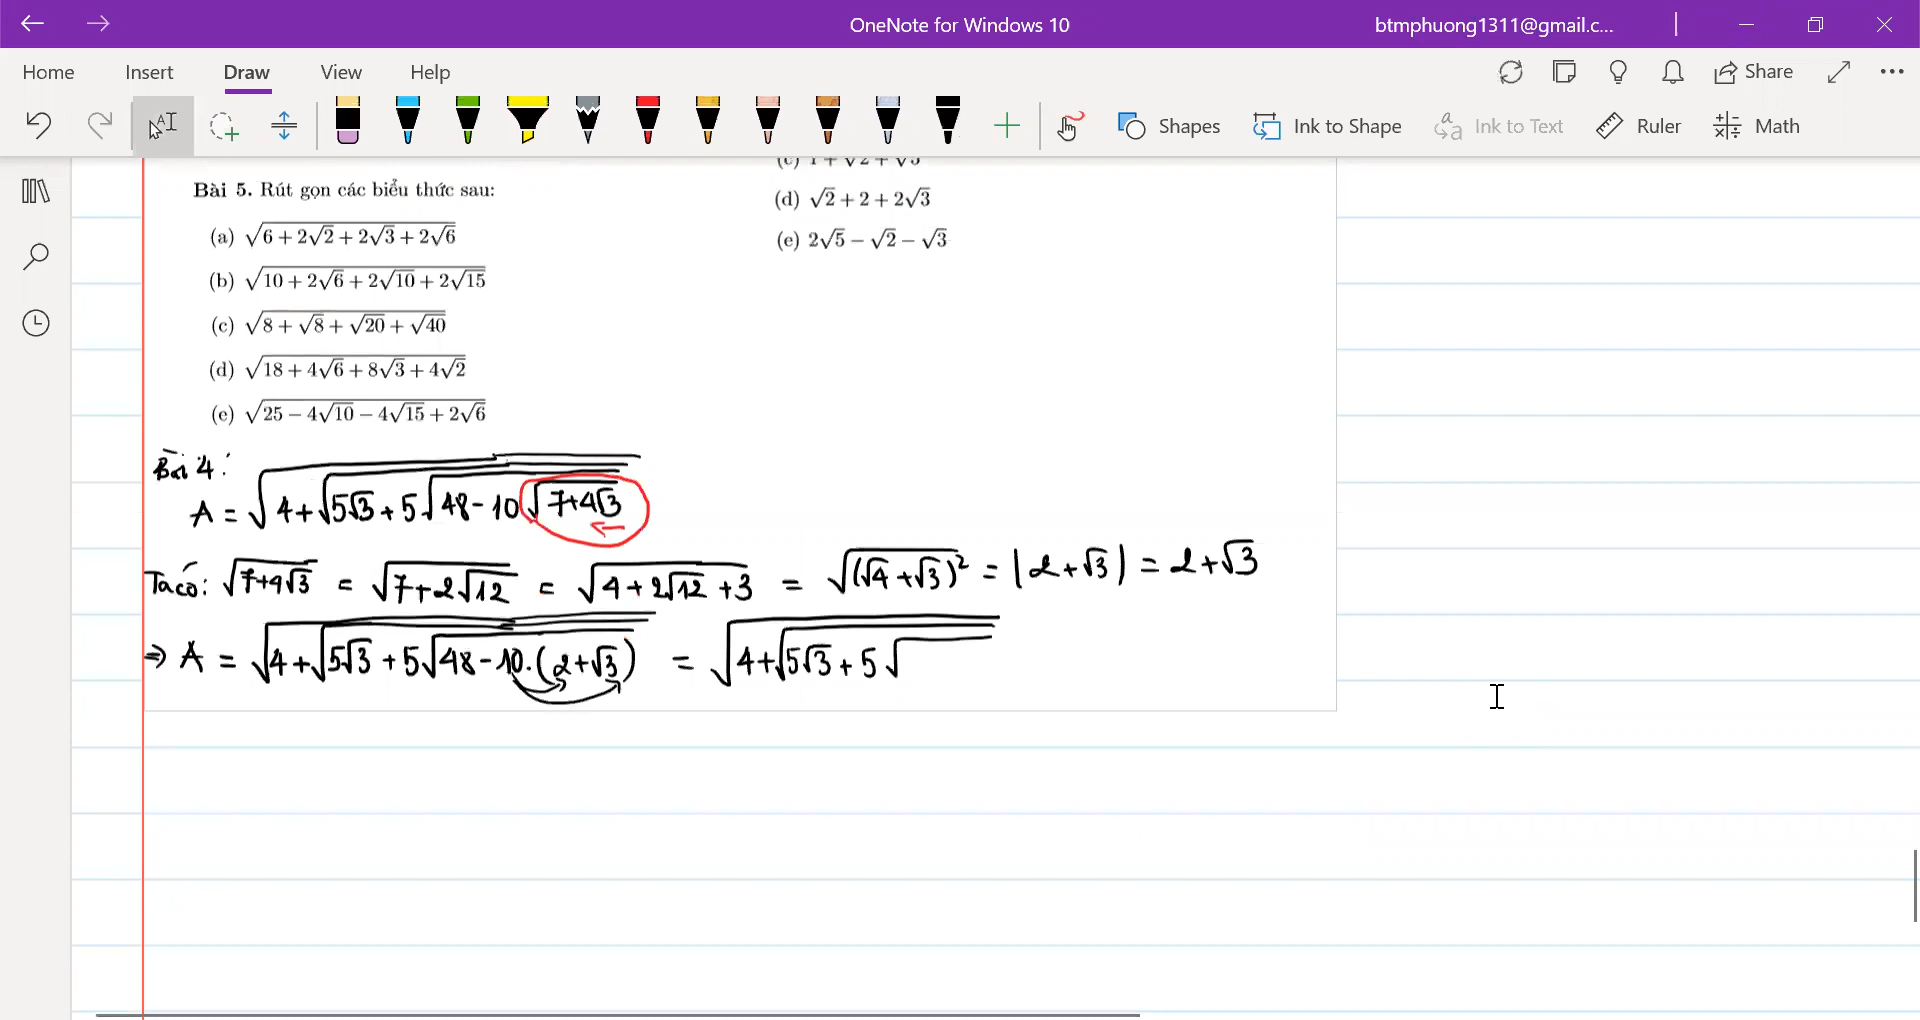 OneNote for Windows 10
btmphuong1311@gmail.c...
Home Insert Draw View Help
Share
Shapes Ink to Shape Ink to Text Ruler Math
Bài 5. Rút gọn các biểu thức sau:
(a) √(6 + 2√2 + 2√3 + 2√6)
(b) √(10 + 2√6 + 2√10 + 2√15)
(c) √(8 + √8 + √20 + √40)
(d) √(18 + 4√6 + 8√3 + 4√2)
(e) √(25 − 4√10 − 4√15 + 2√6)
(c) 1 + √2 + √5
(d) √2 + 2 + 2√3
(e) 2√5 − √2 − √3
Bài 4:
A = √(4+√(5√3+5√(48−10√(7+4√3))))
Ta có: √(7+4√3) = √(7+2√12) = √(4+2√12+3) = √((√4+√3)²) = |2+√3| = 2+√3
⇒ A = √(4+√(5√3+5√(48−10.(2+√3)))) = √(4+√(5√3+5√